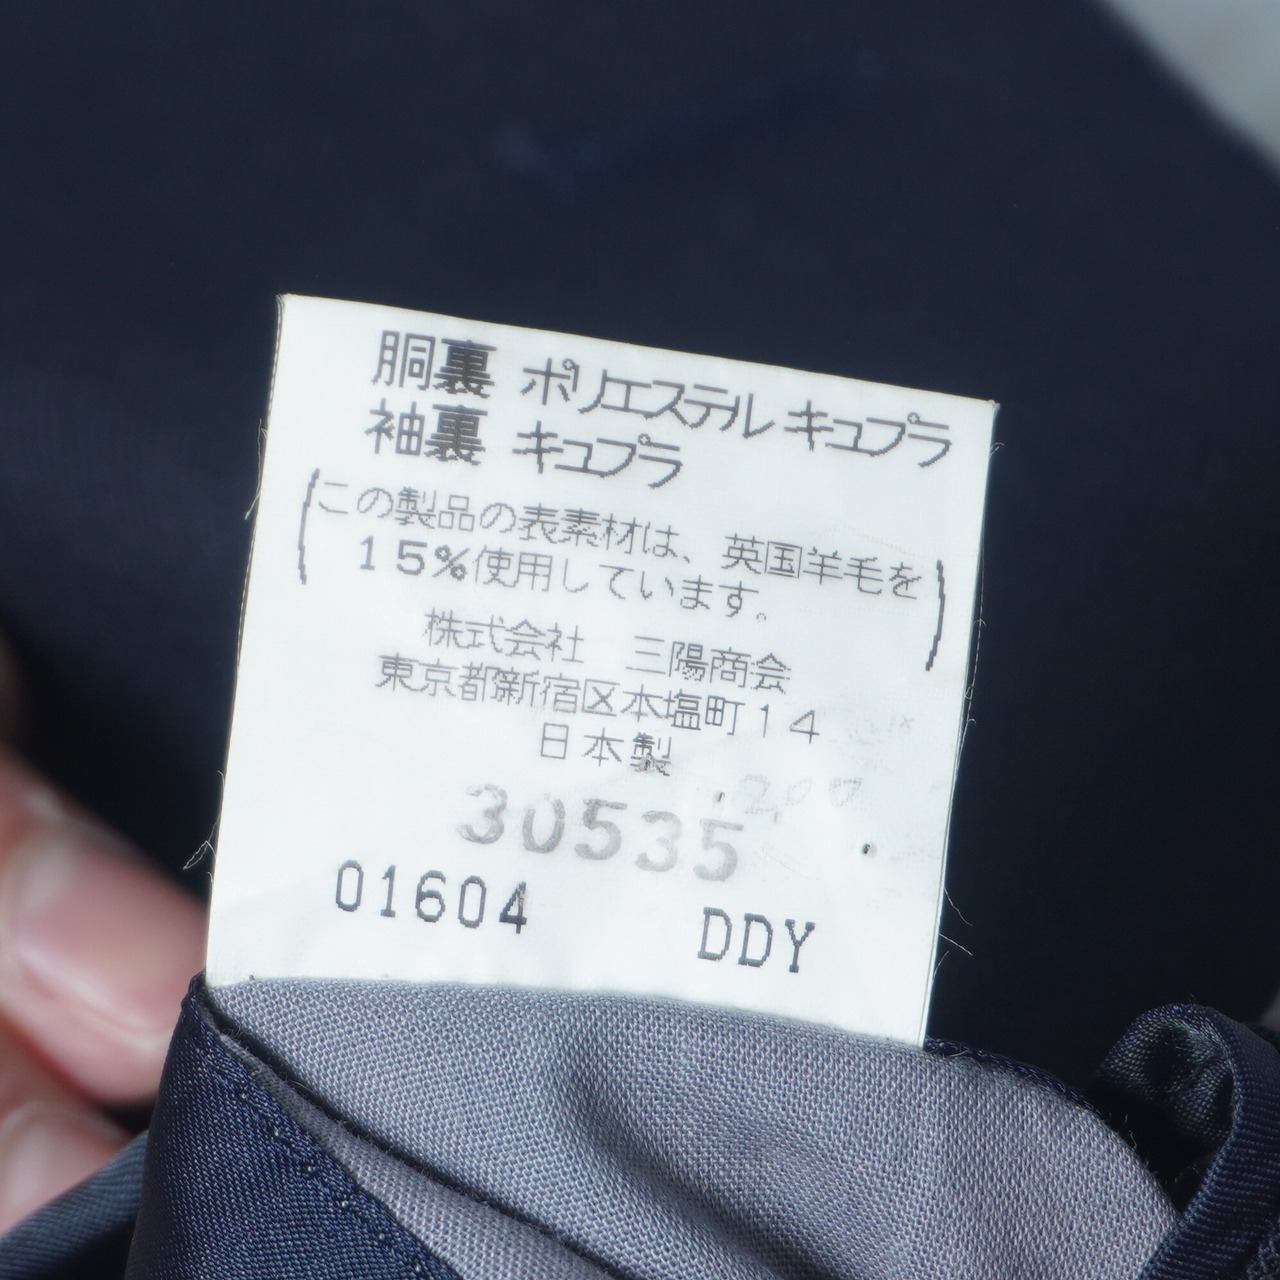 胴裏 ポリエステル キュプラ
袖裏 キュプラ
(この製品の表素材は、英国羊毛を
15%使用しています。)
株式会社 三陽商会
東京都新宿区本塩町14
日本製
30535
01604 DDY